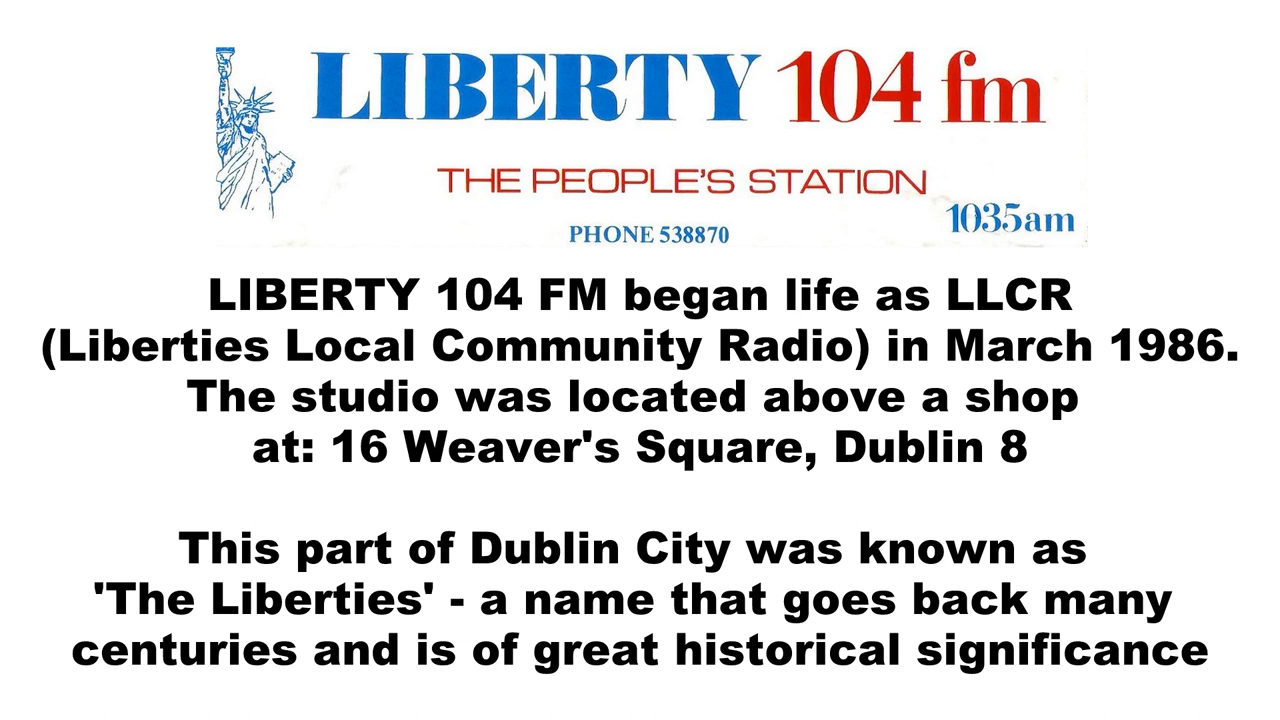 LIBERTY 104 fm
THE PEOPLE'S STATION
1035am
PHONE 538870
LIBERTY 104 FM began life as LLCR
(Liberties Local Community Radio) in March 1986.
The studio was located above a shop
at: 16 Weaver's Square, Dublin 8
This part of Dublin City was known as
'The Liberties' - a name that goes back many
centuries and is of great historical significance